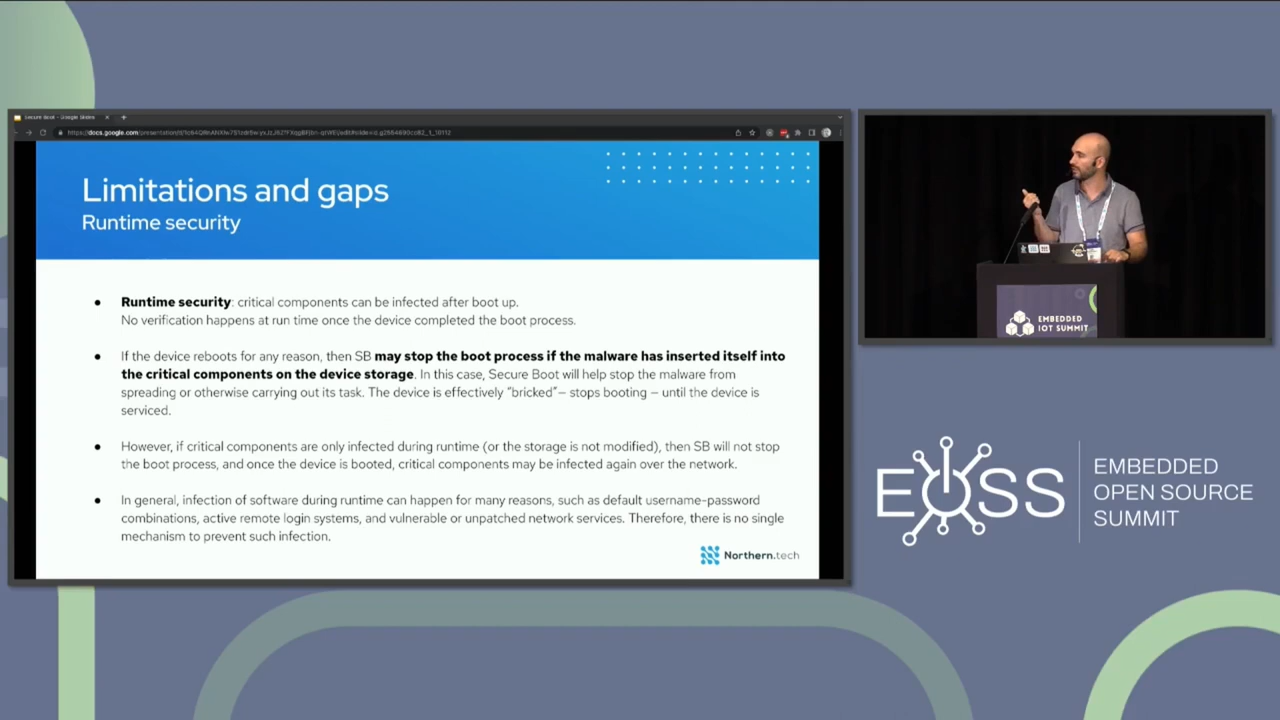 Secure Boot - Google Slides
Limitations and gaps
Runtime security
● Runtime security: critical components can be infected after boot up.
No verification happens at run time once the device completed the boot process.
● If the device reboots for any reason, then SB may stop the boot process if the malware has inserted itself into
the critical components on the device storage. In this case, Secure Boot will help stop the malware from
spreading or otherwise carrying out its task. The device is effectively “bricked”— stops booting — until the device is
serviced.
● However, if critical components are only infected during runtime (or the storage is not modified), then SB will not stop
the boot process, and once the device is booted, critical components may be infected again over the network.
● In general, infection of software during runtime can happen for many reasons, such as default username-password
combinations, active remote login systems, and vulnerable or unpatched network services. Therefore, there is no single
mechanism to prevent such infection.
Northern.tech
EMBEDDED
IOT SUMMIT
EOSS
EMBEDDED
OPEN SOURCE
SUMMIT